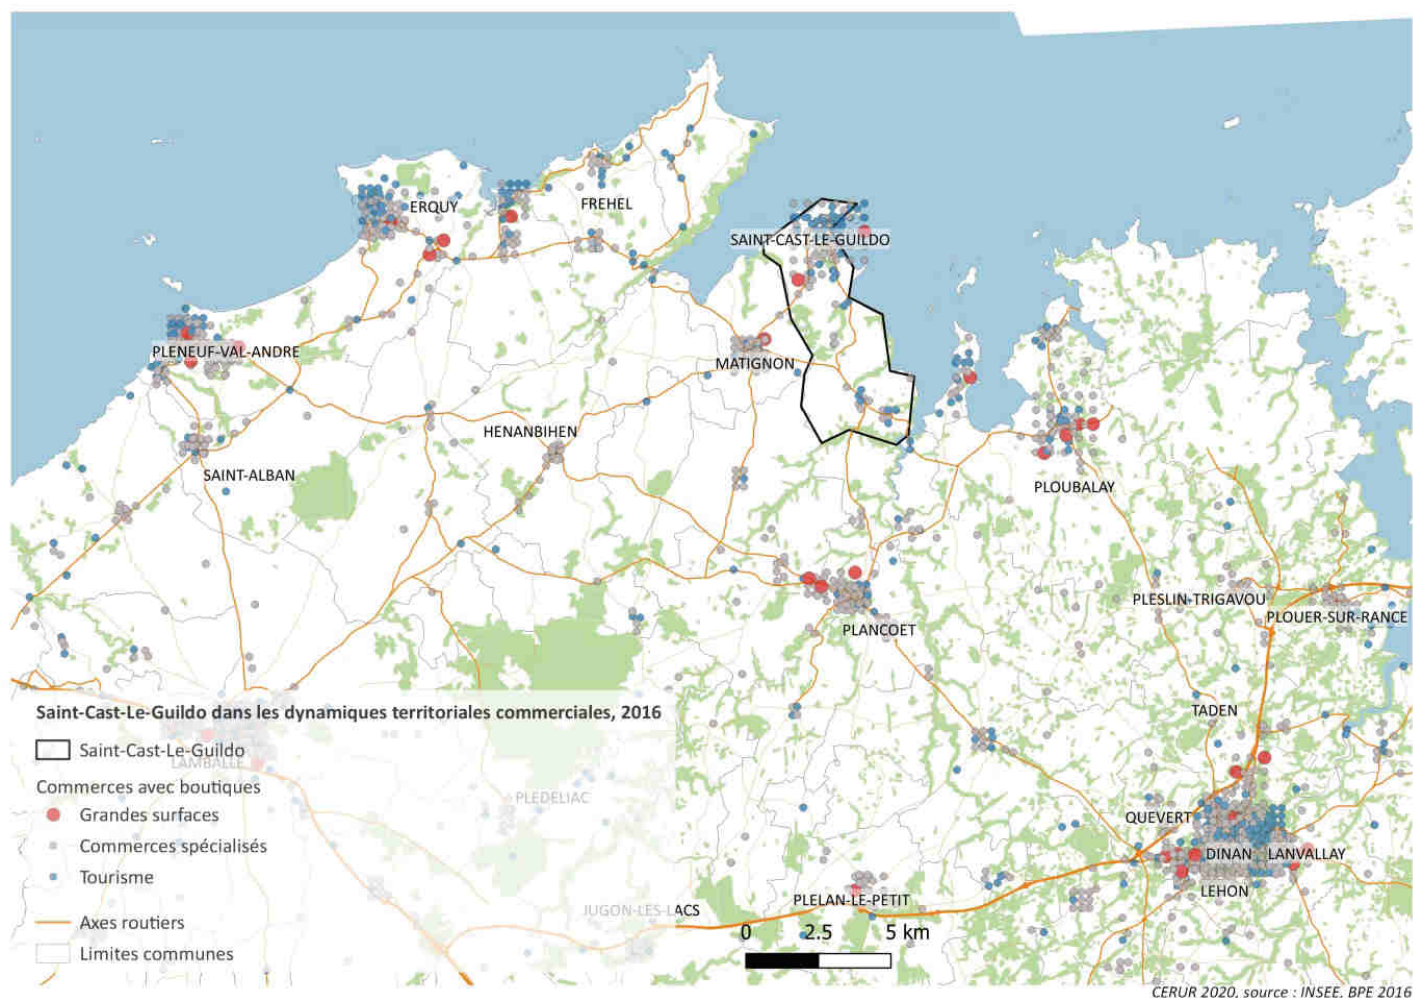 ERQUY
FREHEL
SAINT-CAST-LE-GUILDO
PLENEUF-VAL-ANDRE
MATIGNON
HENANBIHEN
SAINT-ALBAN
PLOUBALAY
PLESLIN-TRIGAVOU
PLOUER-SUR-RANCE
PLANCOET
TADEN
Saint-Cast-Le-Guildo dans les dynamiques territoriales commerciales, 2016
Saint-Cast-Le-Guildo
LAMBALLE
Commerces avec boutiques
PLEDELIAC
Grandes surfaces
QUEVERT
Commerces spécialisés
DINAN
LANVALLAY
Tourisme
LEHON
PLELAN-LE-PETIT
JUGON-LES-LACS
Axes routiers
0 2.5 5 km
Limites communes
CERUR 2020, source : INSEE, BPE 2016